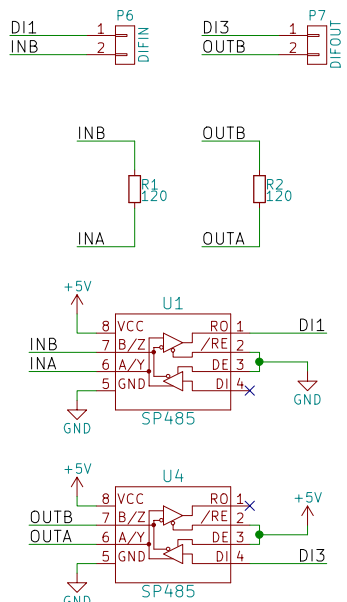 P6 P7
DI1 1 DIFIN DI3 1 DIFOUT
INB 2 OUTB 2
INB OUTB
R1 R2
120 120
INA OUTA
+5V U1
8 VCC RO 1 DI1
INB 7 B/Z /RE 2
INA 6 A/Y DE 3
5 GND DI 4 GND
GND SP485
+5V U4
8 VCC RO 1 +5V
OUTB 7 B/Z /RE 2
OUTA 6 A/Y DE 3
5 GND DI 4 DI3
GND SP485